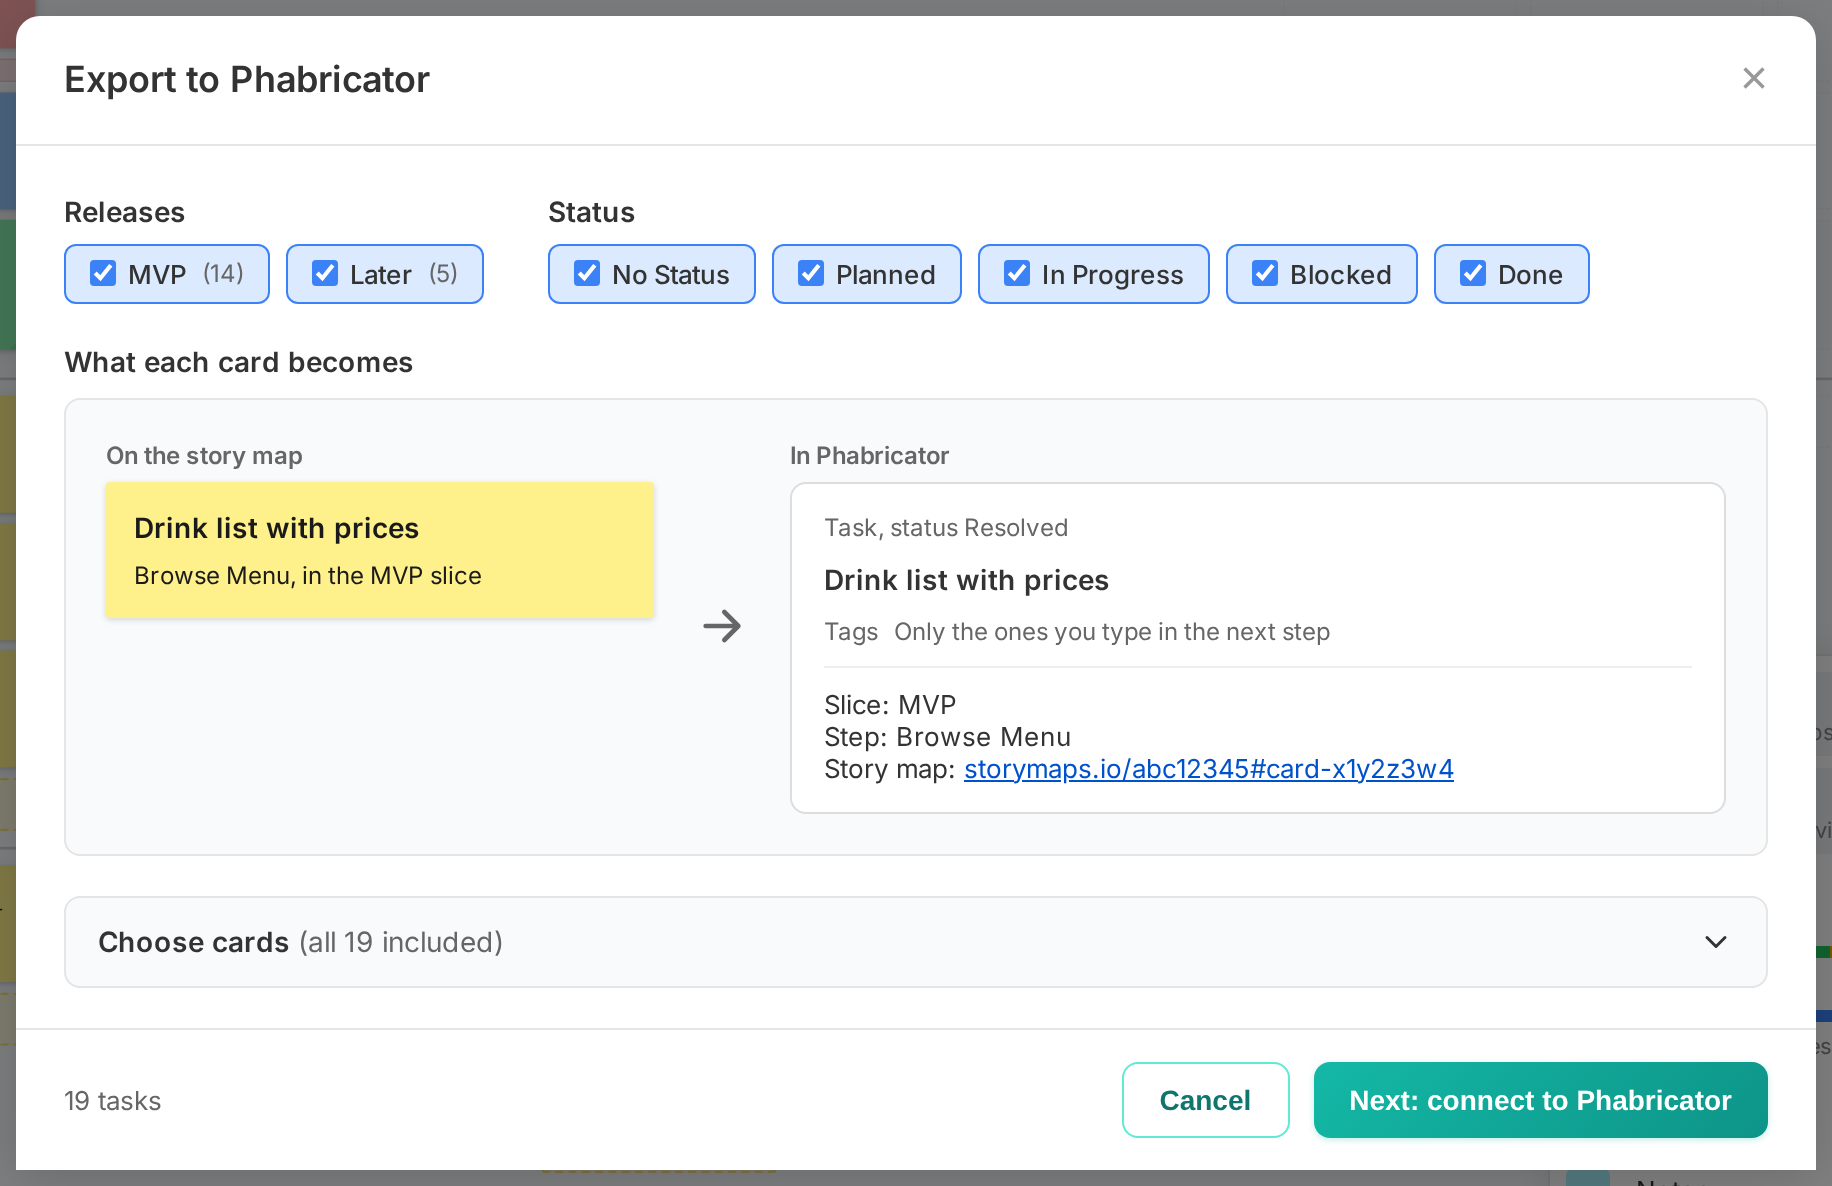 Export to Phabricator
Releases
Status
MVP (14)
Later (5)
No Status
Planned
In Progress
Blocked
Done
What each card becomes
On the story map
In Phabricator
Drink list with prices
Browse Menu, in the MVP slice
Task, status Resolved
Drink list with prices
Tags Only the ones you type in the next step
Slice: MVP
Step: Browse Menu
Story map: storymaps.io/abc12345#card-x1y2z3w4
Choose cards (all 19 included)
19 tasks
Cancel
Next: connect to Phabricator